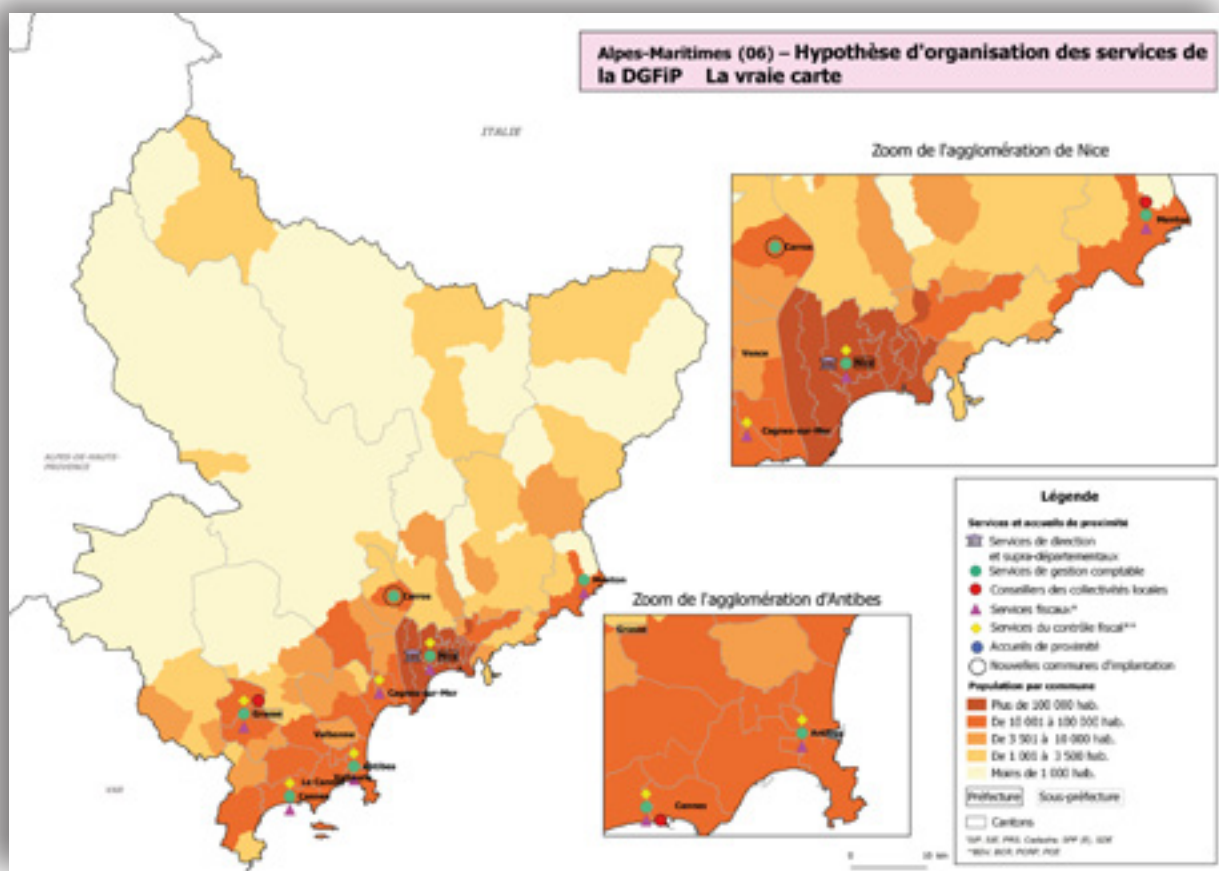 Alpes-Maritimes (06) – Hypothèse d'organisation des services de
la DGFiP La vraie carte
ITALIE
Zoom de l'agglomération de Nice
Menton
Carros
Vence
Nice
Cagnes-sur-Mer
ALPES-DE-HAUTE-
PROVENCE
Menton
Carros
Nice
Cagnes-sur-Mer
Grasse
Valbonne
Antibes
Le Cannet
Cannes
VAR
Zoom de l'agglomération d'Antibes
Grasse
Antibes
Cannes
0 10 km
Légende
Services et accueils de proximité
Services de direction
et supra-départementaux
Services de gestion comptable
Conseillers des collectivités locales
Services fiscaux*
Services du contrôle fiscal**
Accueils de proximité
Nouvelles communes d'implantation
Population par commune
Plus de 100 000 hab.
De 10 001 à 100 000 hab.
De 3 501 à 10 000 hab.
De 1 001 à 3 500 hab.
Moins de 1 000 hab.
Préfecture Sous-préfecture
Cantons